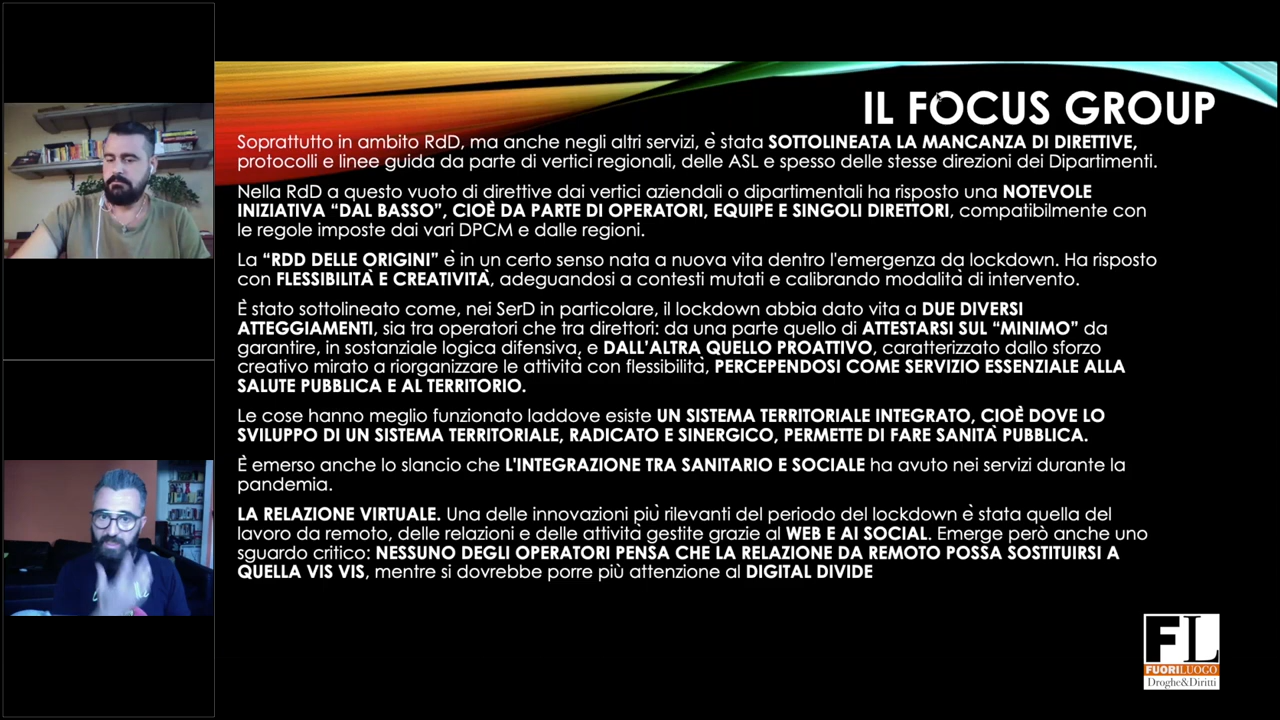 IL FOCUS GROUP
Soprattutto in ambito RdD, ma anche negli altri servizi, è stata SOTTOLINEATA LA MANCANZA DI DIRETTIVE,
protocolli e linee guida da parte di vertici regionali, delle ASL e spesso delle stesse direzioni dei Dipartimenti.
Nella RdD a questo vuoto di direttive dai vertici aziendali o dipartimentali ha risposto una NOTEVOLE
INIZIATIVA “DAL BASSO”, CIOÈ DA PARTE DI OPERATORI, EQUIPE E SINGOLI DIRETTORI, compatibilmente con
le regole imposte dai vari DPCM e dalle regioni.
La “RDD DELLE ORIGINI” è in un certo senso nata a nuova vita dentro l'emergenza da lockdown. Ha risposto
con FLESSIBILITÀ E CREATIVITÀ, adeguandosi a contesti mutati e calibrando modalità di intervento.
È stato sottolineato come, nei SerD in particolare, il lockdown abbia dato vita a DUE DIVERSI
ATTEGGIAMENTI, sia tra operatori che tra direttori: da una parte quello di ATTESTARSI SUL “MINIMO” da
garantire, in sostanziale logica difensiva, e DALL'ALTRA QUELLO PROATTIVO, caratterizzato dallo sforzo
creativo mirato a riorganizzare le attività con flessibilità, PERCEPENDOSI COME SERVIZIO ESSENZIALE ALLA
SALUTE PUBBLICA E AL TERRITORIO.
Le cose hanno meglio funzionato laddove esiste UN SISTEMA TERRITORIALE INTEGRATO, CIOÈ DOVE LO
SVILUPPO DI UN SISTEMA TERRITORIALE, RADICATO E SINERGICO, PERMETTE DI FARE SANITÀ PUBBLICA.
È emerso anche lo slancio che L'INTEGRAZIONE TRA SANITARIO E SOCIALE ha avuto nei servizi durante la
pandemia.
LA RELAZIONE VIRTUALE. Una delle innovazioni più rilevanti del periodo del lockdown è stata quella del
lavoro da remoto, delle relazioni e delle attività gestite grazie al WEB E AI SOCIAL. Emerge però anche uno
sguardo critico: NESSUNO DEGLI OPERATORI PENSA CHE LA RELAZIONE DA REMOTO POSSA SOSTITUIRSI A
QUELLA VIS VIS, mentre si dovrebbe porre più attenzione al DIGITAL DIVIDE
FL
FUORILUOGO
Droghe&Diritti